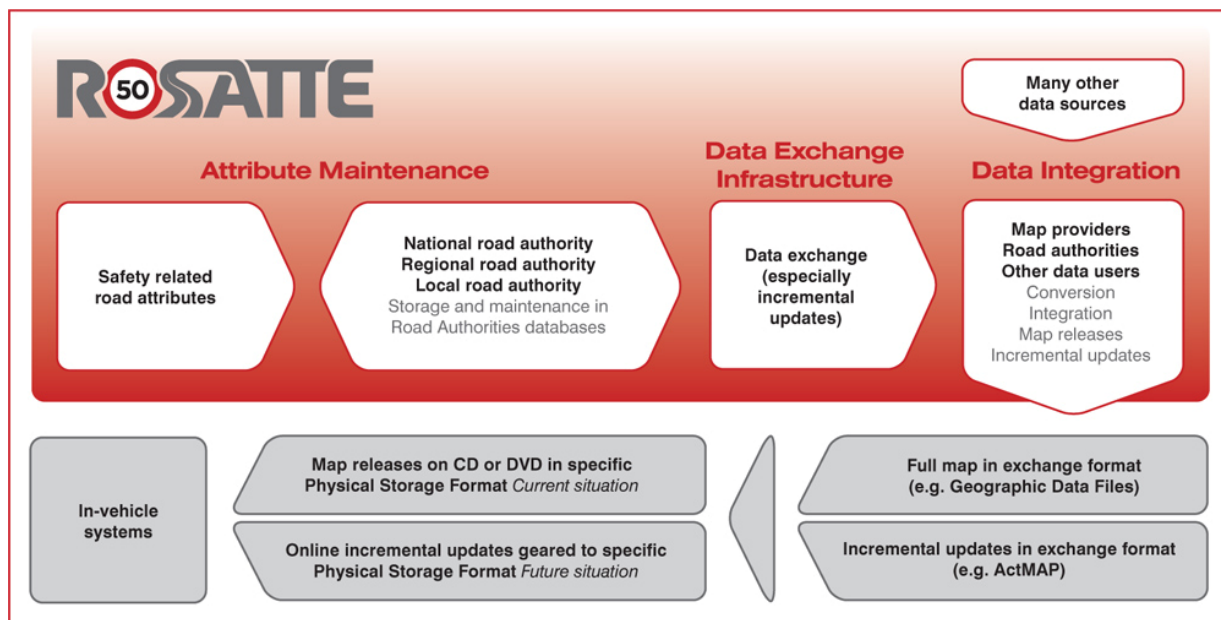 ROSATTE
50
Many other
data sources
Attribute Maintenance
Data Exchange
Infrastructure
Data Integration
Safety related
road attributes
National road authority
Regional road authority
Local road authority
Storage and maintenance in
Road Authorities databases
Data exchange
(especially
incremental
updates)
Map providers
Road authorities
Other data users
Conversion
Integration
Map releases
Incremental updates
In-vehicle
systems
Map releases on CD or DVD in specific
Physical Storage Format Current situation
Online incremental updates geared to specific
Physical Storage Format Future situation
Full map in exchange format
(e.g. Geographic Data Files)
Incremental updates in exchange format
(e.g. ActMAP)